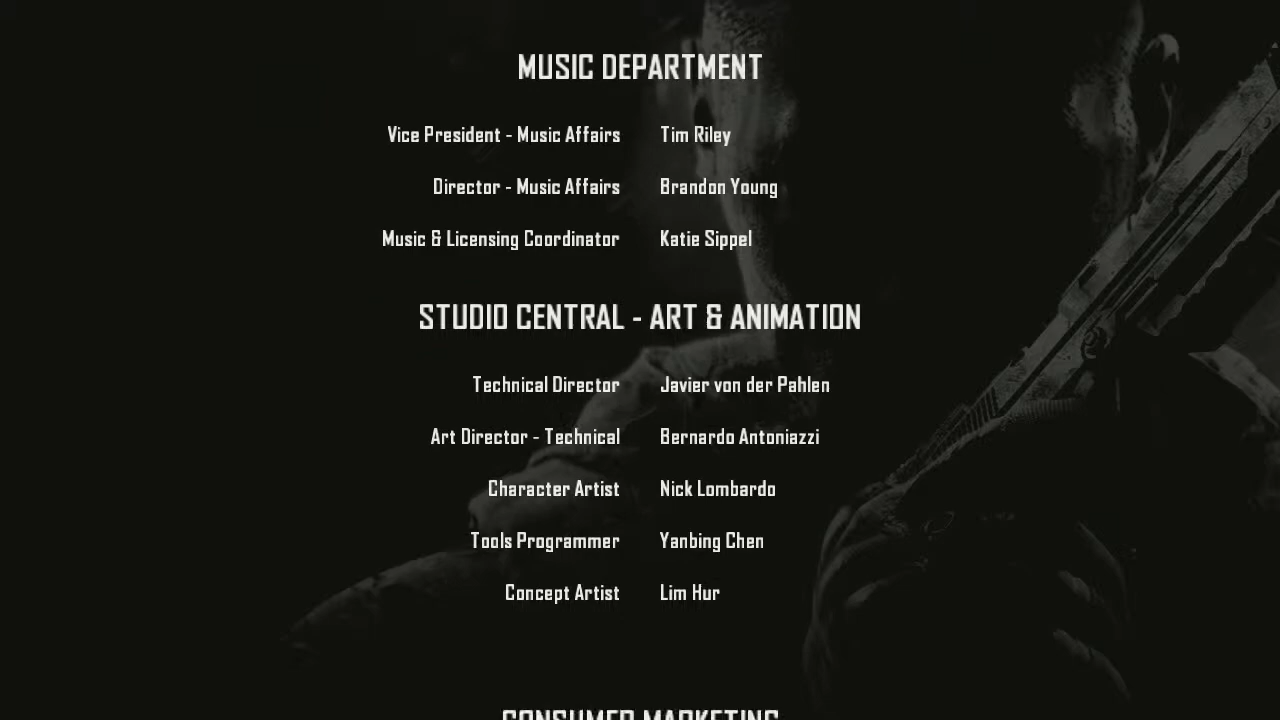 MUSIC DEPARTMENT
Vice President - Music Affairs Tim Riley
Director - Music Affairs Brandon Young
Music & Licensing Coordinator Katie Sippel
STUDIO CENTRAL - ART & ANIMATION
Technical Director Javier von der Pahlen
Art Director - Technical Bernardo Antoniazzi
Character Artist Nick Lombardo
Tools Programmer Yanbing Chen
Concept Artist Lim Hur
CONSUMER MARKETING